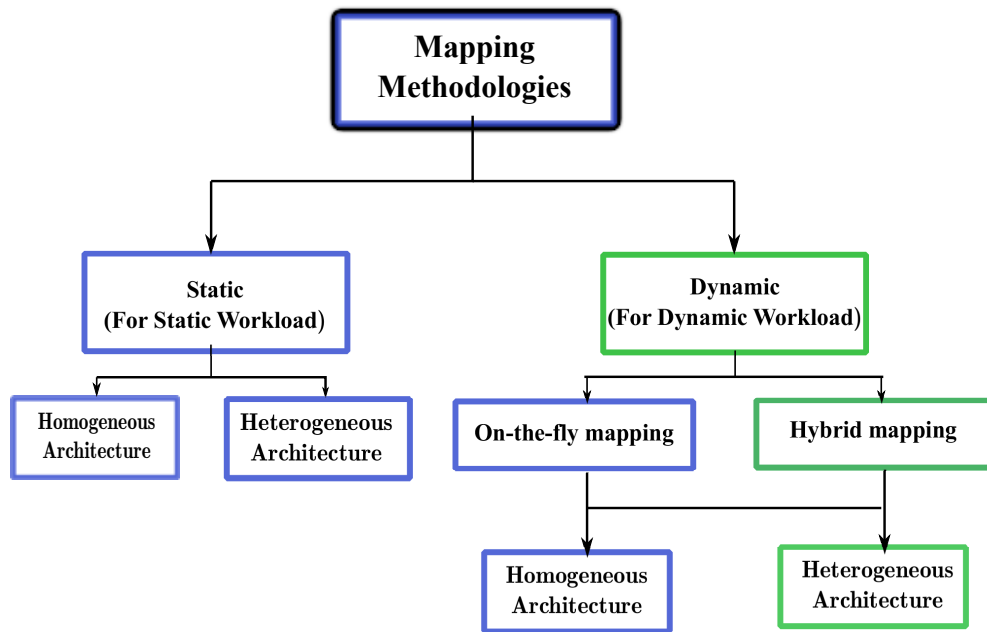 Mapping
Methodologies
Static
(For Static Workload)
Dynamic
(For Dynamic Workload)
Homogeneous
Architecture
Heterogeneous
Architecture
On-the-fly mapping
Hybrid mapping
Homogeneous
Architecture
Heterogeneous
Architecture